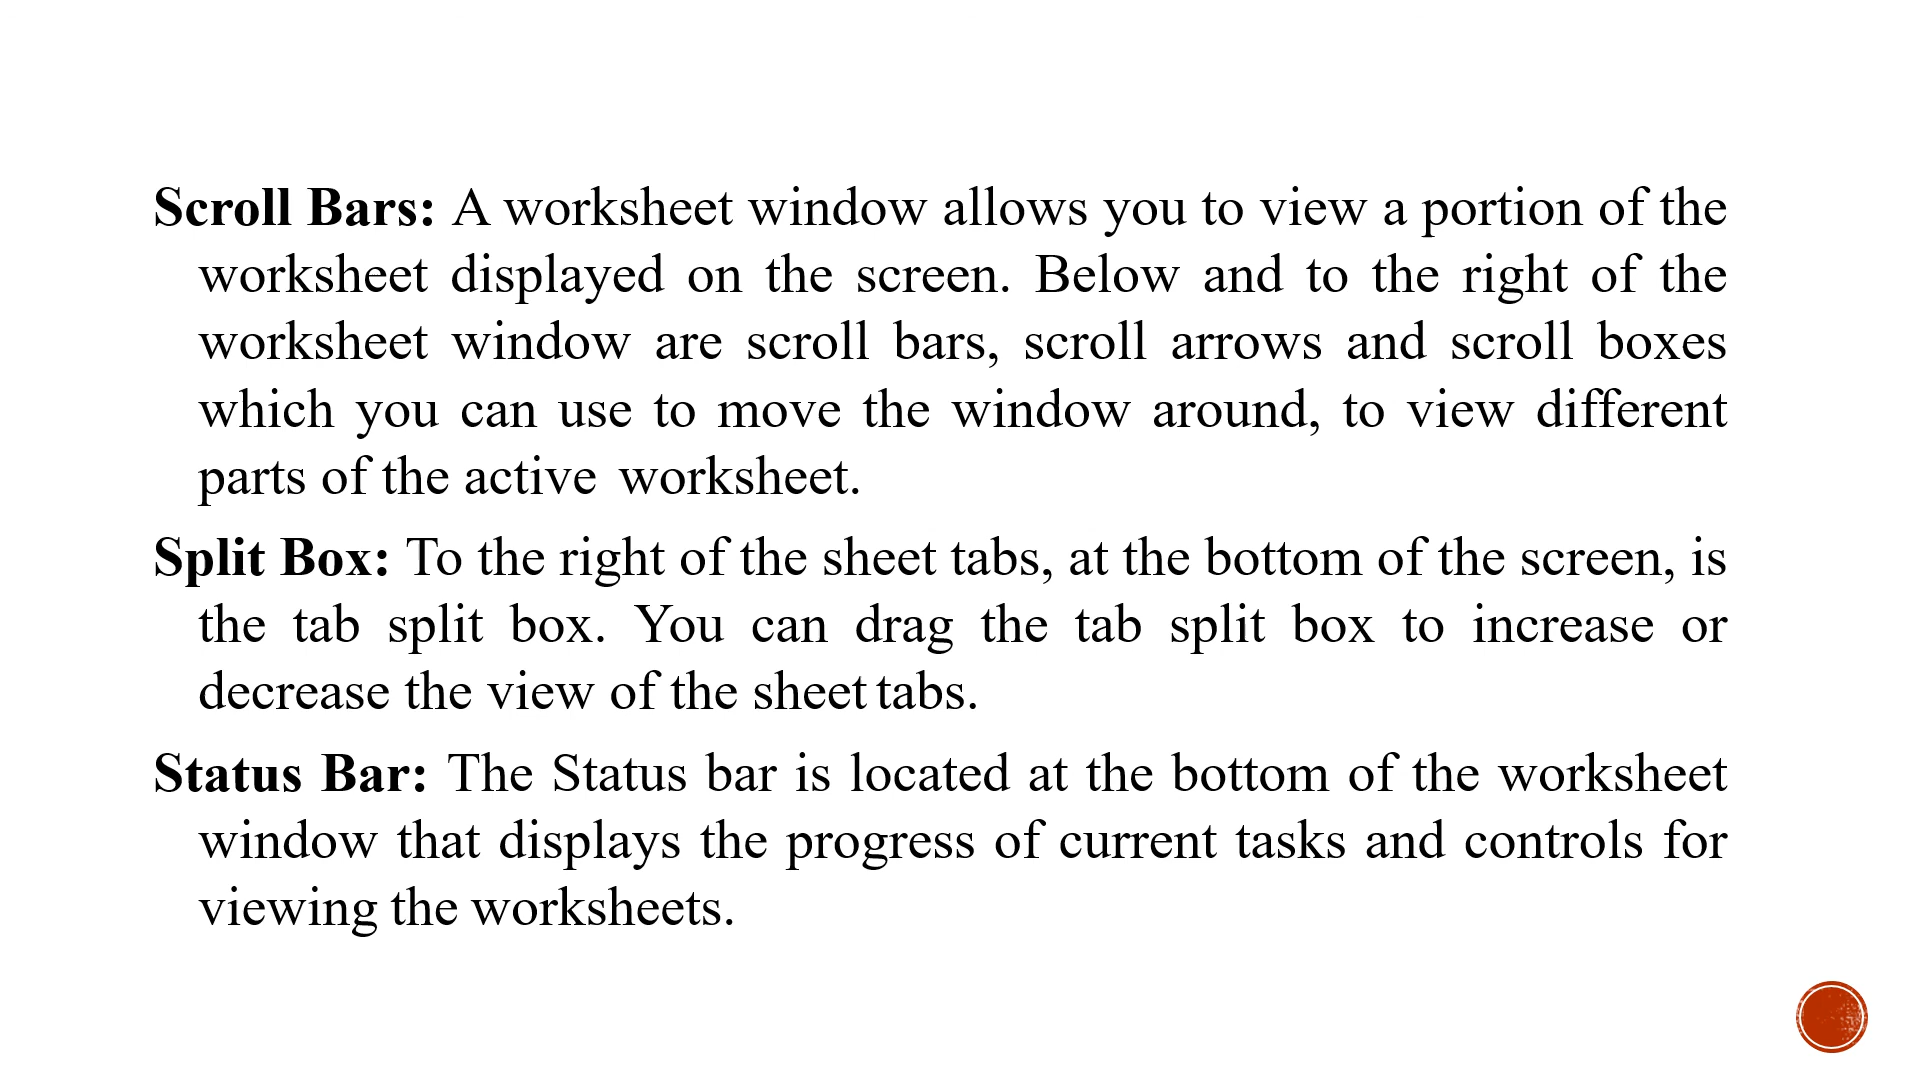 Scroll Bars: A worksheet window allows you to view a portion of the
worksheet displayed on the screen. Below and to the right of the
worksheet window are scroll bars, scroll arrows and scroll boxes
which you can use to move the window around, to view different
parts of the active worksheet.
Split Box: To the right of the sheet tabs, at the bottom of the screen, is
the tab split box. You can drag the tab split box to increase or
decrease the view of the sheet tabs.
Status Bar: The Status bar is located at the bottom of the worksheet
window that displays the progress of current tasks and controls for
viewing the worksheets.